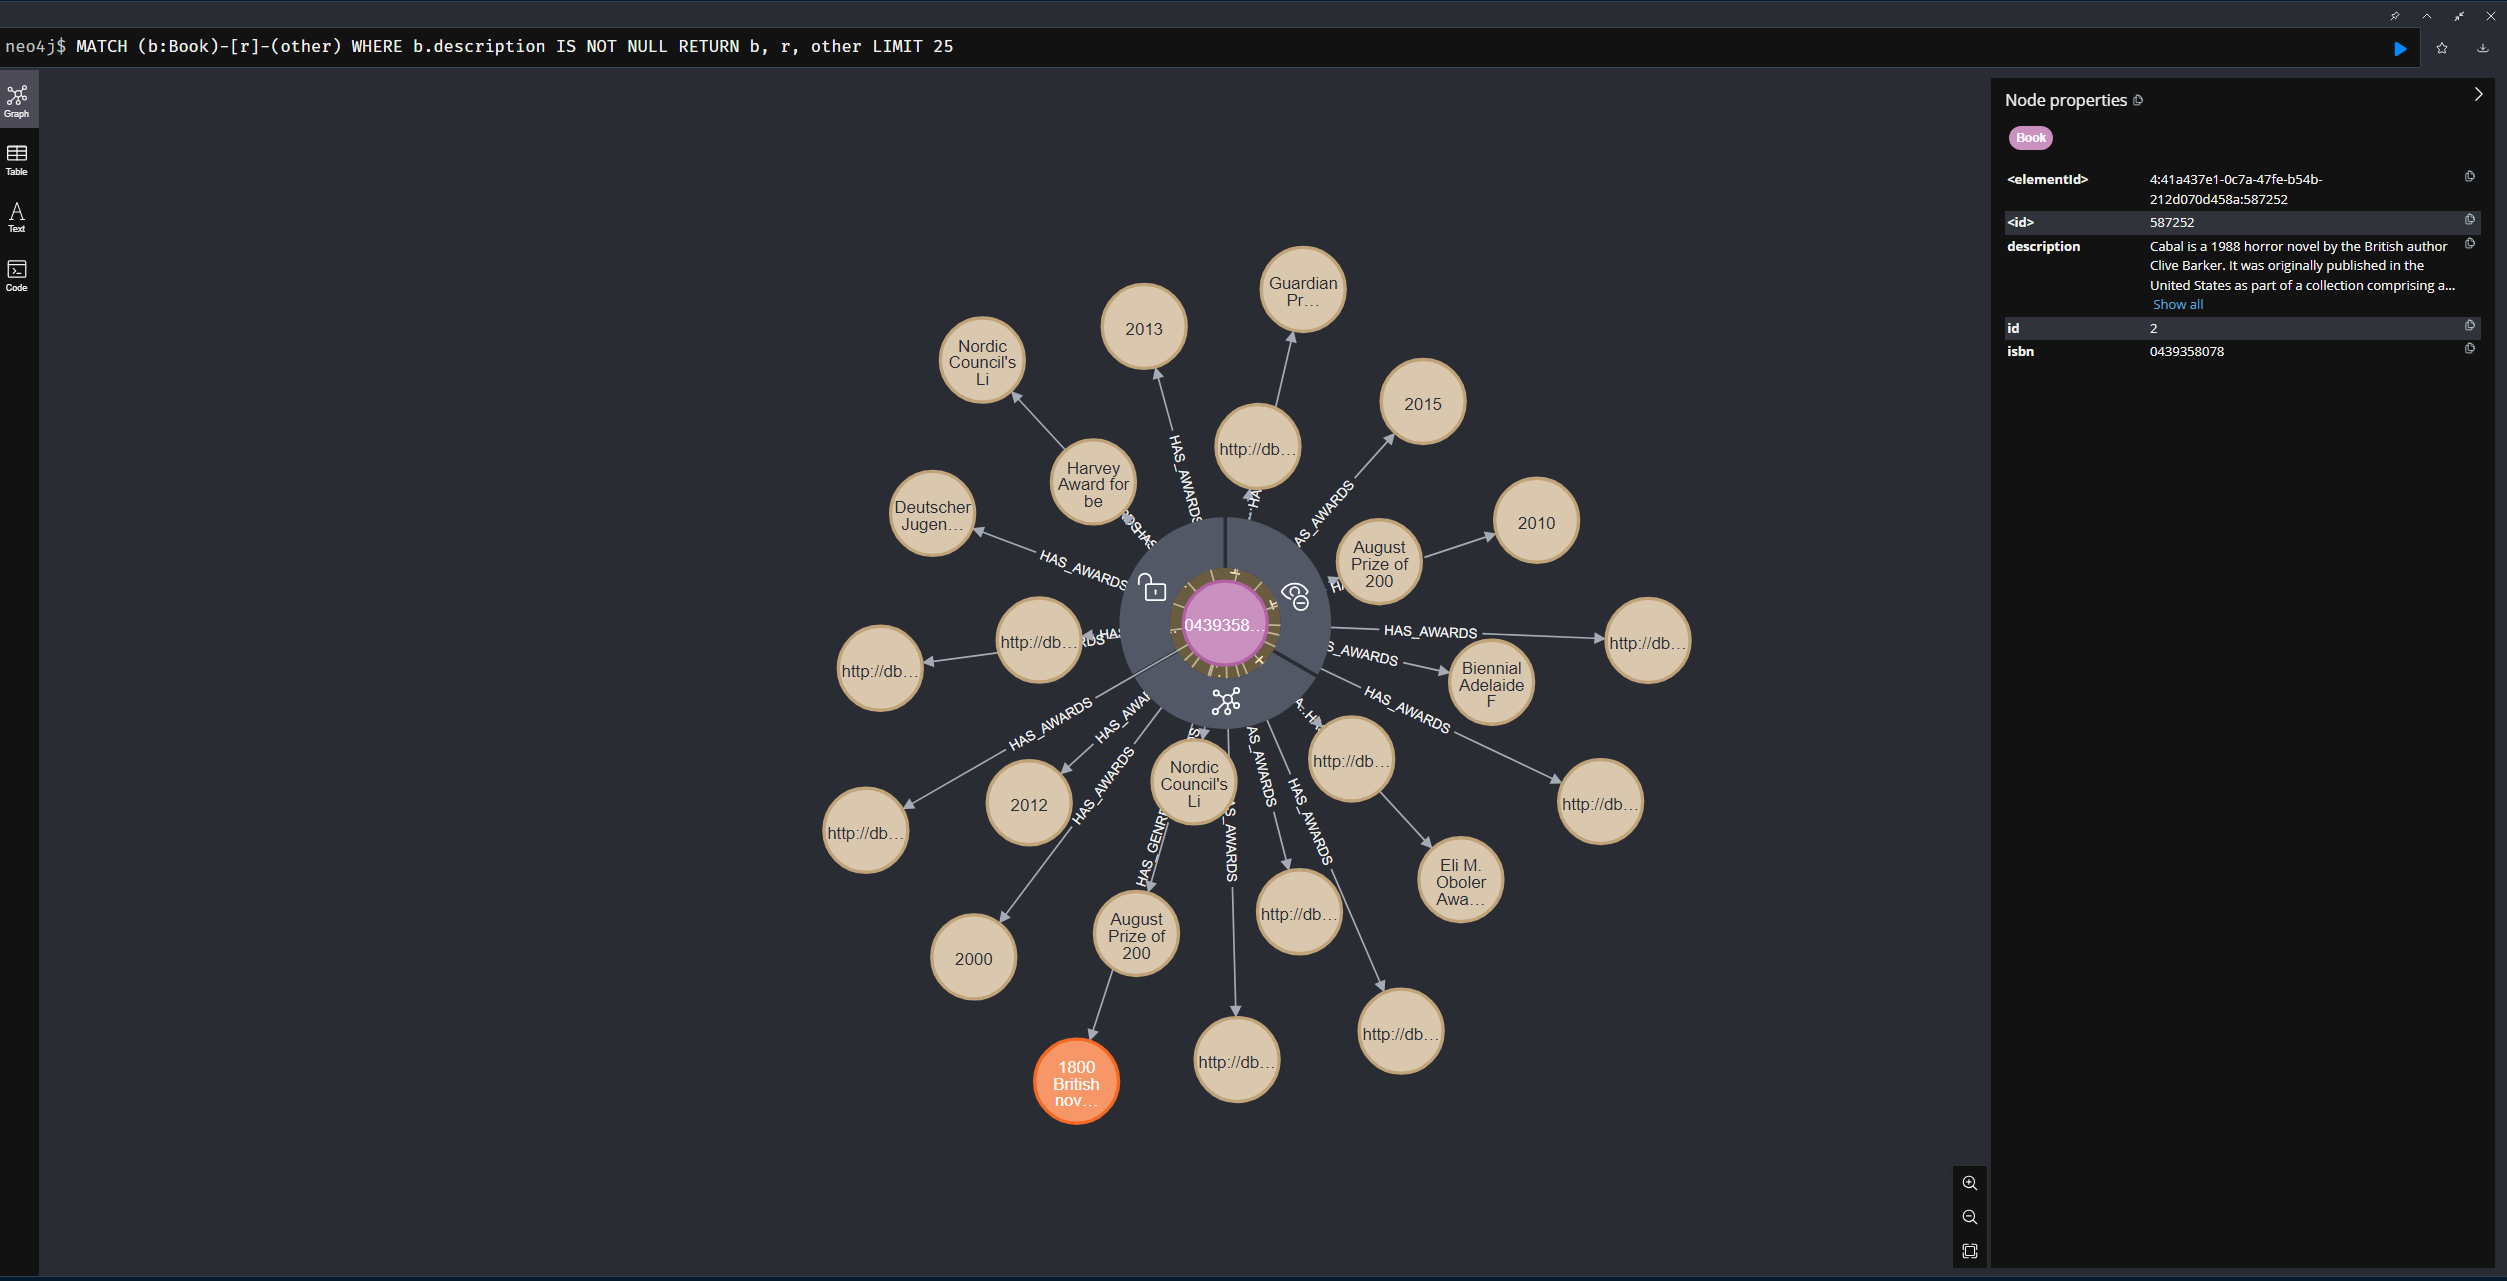 neo4j$ MATCH (b:Book)-[r]-(other) WHERE b.description IS NOT NULL RETURN b, r, other LIMIT 25
Graph
Table
Text
Code
Guardian
Pr…
2013
Nordic
Council's
Li
2015
http://db…
HAS_AWARDS
Harvey
Award for
be
Deutscher
Jugen…
HAS_AWARDS
AS_AWARDS
2010
August
Prize of
200
http://db…
http://db…
0439358…
HAS_AWARDS
http://db…
S_AWARDS
Biennial
Adelaide
F
HAS_AWARDS
HAS_AWARDS
2012
HAS_AWAR
HAS_AWARDS
http://db…
Nordic
Council's
Li
AS_AWARDS
HAS_AWARDS
http://db…
http://db…
HAS_GENRE
S_AWARDS
Eli M.
Oboler
Awa…
2000
August
Prize of
200
http://db…
http://db…
http://db…
1800
British
nov…
Node properties
Book
<elementId> 4:41a437e1-0c7a-47fe-b54b-
212d070d458a:587252
<id> 587252
description Cabal is a 1988 horror novel by the British author
Clive Barker. It was originally published in the
United States as part of a collection comprising a…
Show all
id 2
isbn 0439358078